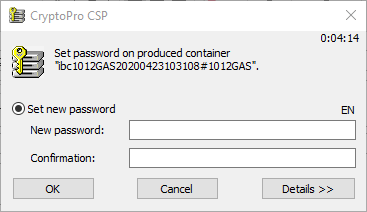 CryptoPro CSP
0:04:14
Set password on produced container
"ibc1012GAS20200423103108#1012GAS".
Set new password
EN
New password:
Confirmation:
OK
Cancel
Details >>